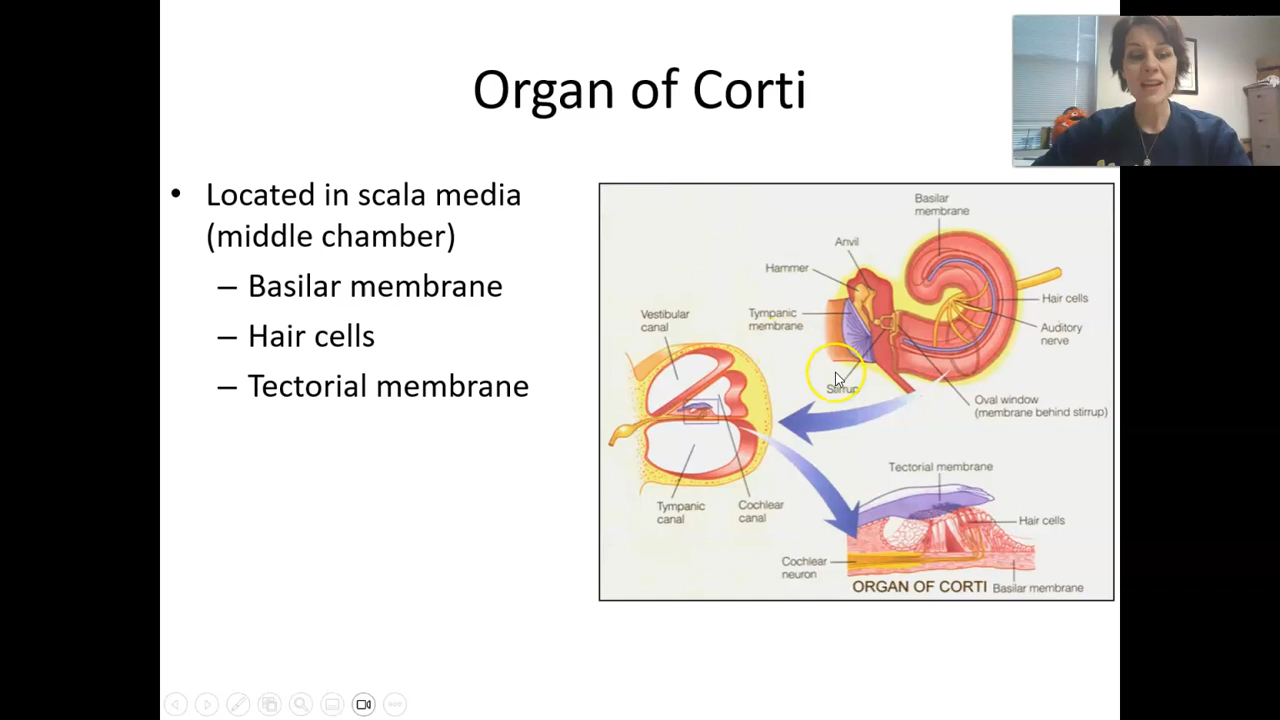 Organ of Corti
• Located in scala media
(middle chamber)
– Basilar membrane
– Hair cells
– Tectorial membrane
Basilar
membrane
Anvil
Hammer
Tympanic
membrane
Hair cells
Auditory
nerve
Stirrup
Oval window
(membrane behind stirrup)
Vestibular
canal
Tympanic
canal
Cochlear
canal
Tectorial membrane
Hair cells
Cochlear
neuron
ORGAN OF CORTI
Basilar membrane